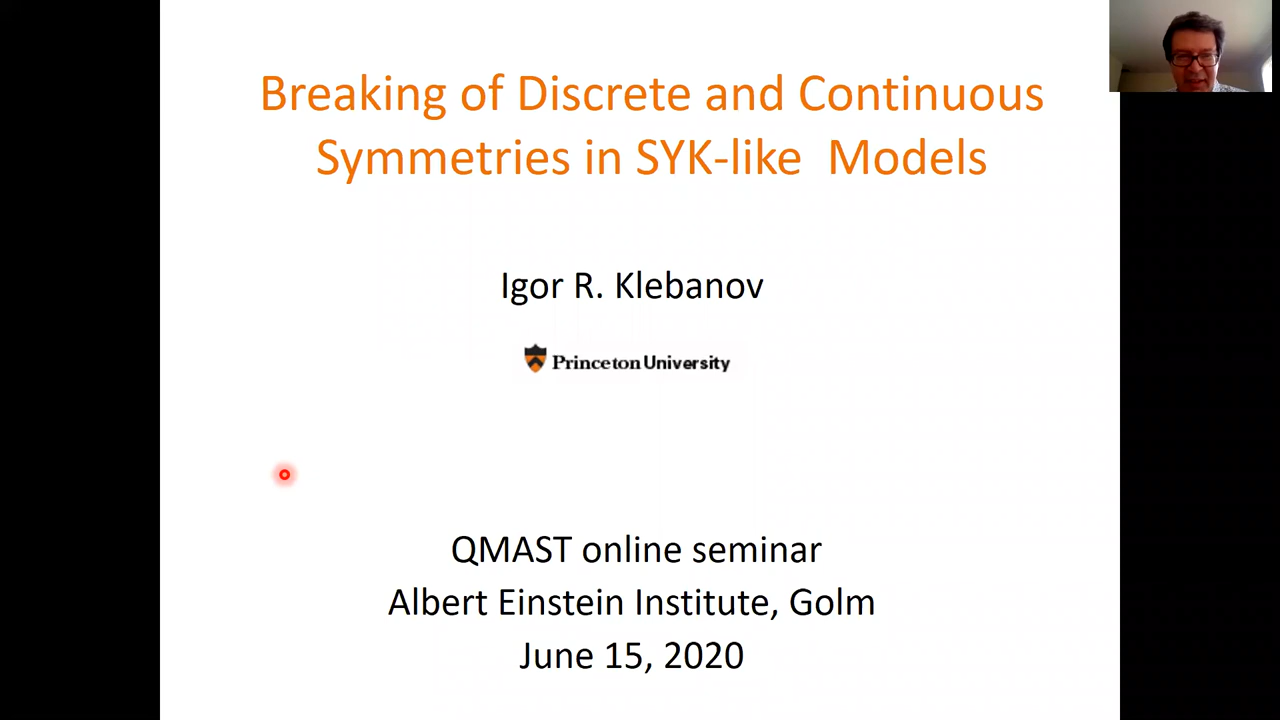 Breaking of Discrete and Continuous
Symmetries in SYK-like Models
Igor R. Klebanov
Princeton University
QMAST online seminar
Albert Einstein Institute, Golm
June 15, 2020